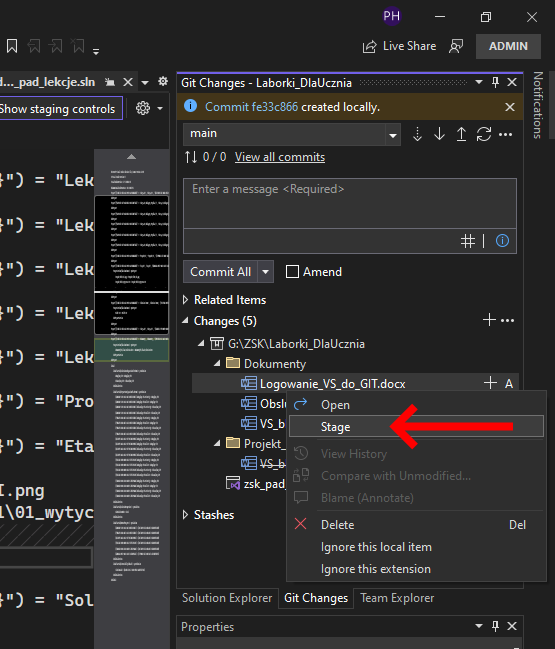 PH
Live Share
ADMIN
d..._pad_lekcje.sln
Show staging controls
}") = "Lek
}") = "Lek
}") = "Lek
}") = "Lek
}") = "Lek
}") = "Pro
}") = "Eta
I.png
1\01_wytyc
}") = "Sol
Git Changes - Laborki_DlaUcznia
Commit fe33c866 created locally.
main
0 / 0 View all commits
Enter a message <Required>
Commit All
Amend
Related Items
Changes (5)
G:\ZSK\Laborki_DlaUcznia
Dokumenty
Logowanie_VS_do_GIT.docx
A
Obslu
VS_b
Projekt_
VS_b
zsk_pad_
Stashes
Open
Stage
View History
Compare with Unmodified...
Blame (Annotate)
Delete Del
Ignore this local item
Ignore this extension
Solution Explorer Git Changes Team Explorer
Properties
Notifications